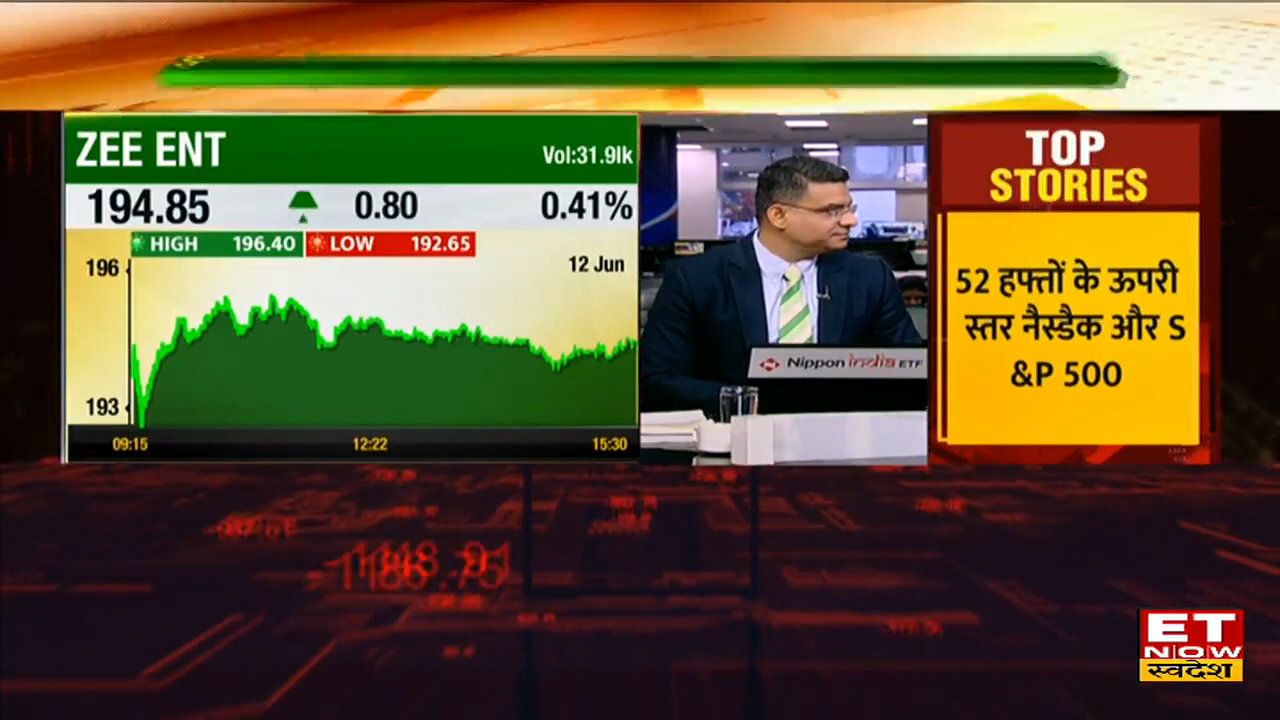 ZEE ENT
Vol:31.9lk
194.85 0.80 0.41%
HIGH 196.40 LOW 192.65
12 Jun
196
193
09:15 12:22 15:30
Nippon india ETF
TOP
STORIES
52 हफ्तों के ऊपरी
स्तर नैस्डैक और S
&P 500
ET
NOW
स्वदेश